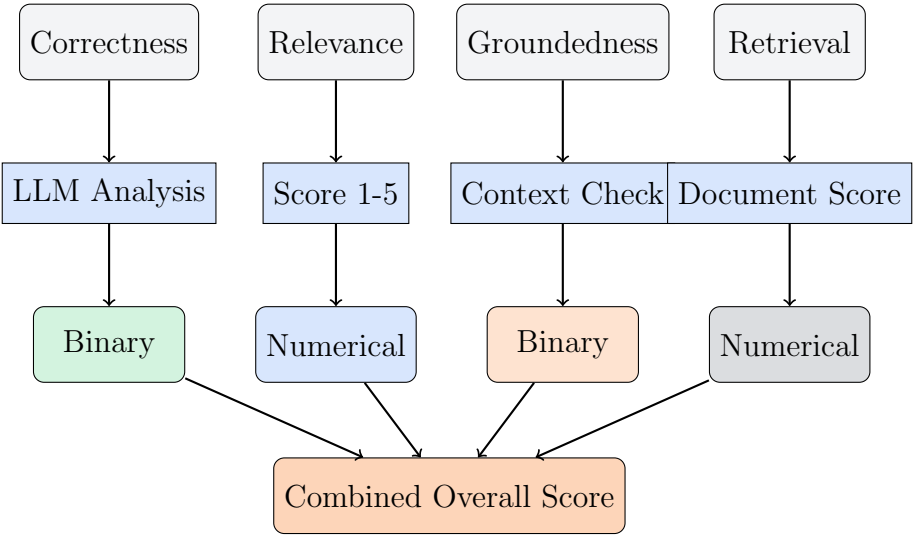 Correctness
Relevance
Groundedness
Retrieval
LLM Analysis
Score 1-5
Context Check
Document Score
Binary
Numerical
Binary
Numerical
Combined Overall Score